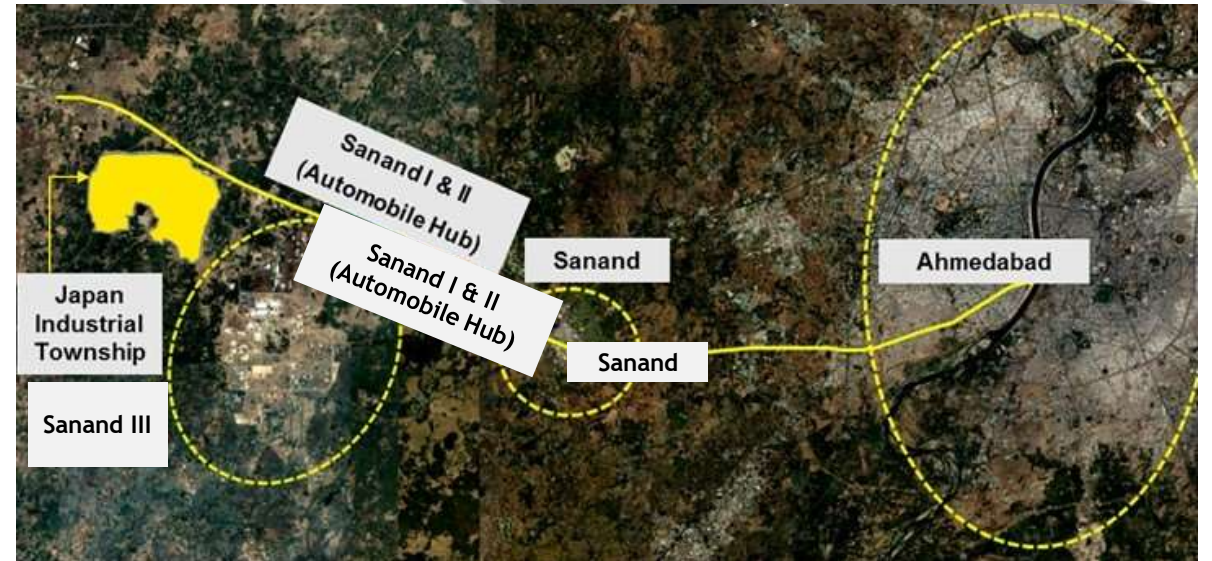 Sanand I & II
(Automobile Hub)
Sanand I & II
(Automobile Hub)
Sanand
Ahmedabad
Japan
Industrial
Township
Sanand
Sanand III